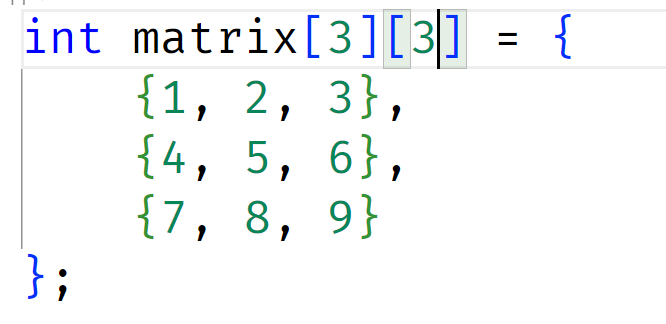 int matrix[3][3] = {
    {1, 2, 3},
    {4, 5, 6},
    {7, 8, 9}
};